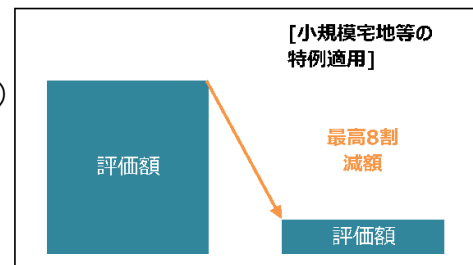 [小規模宅地等の
特例適用]
最高8割
減額
評価額
評価額